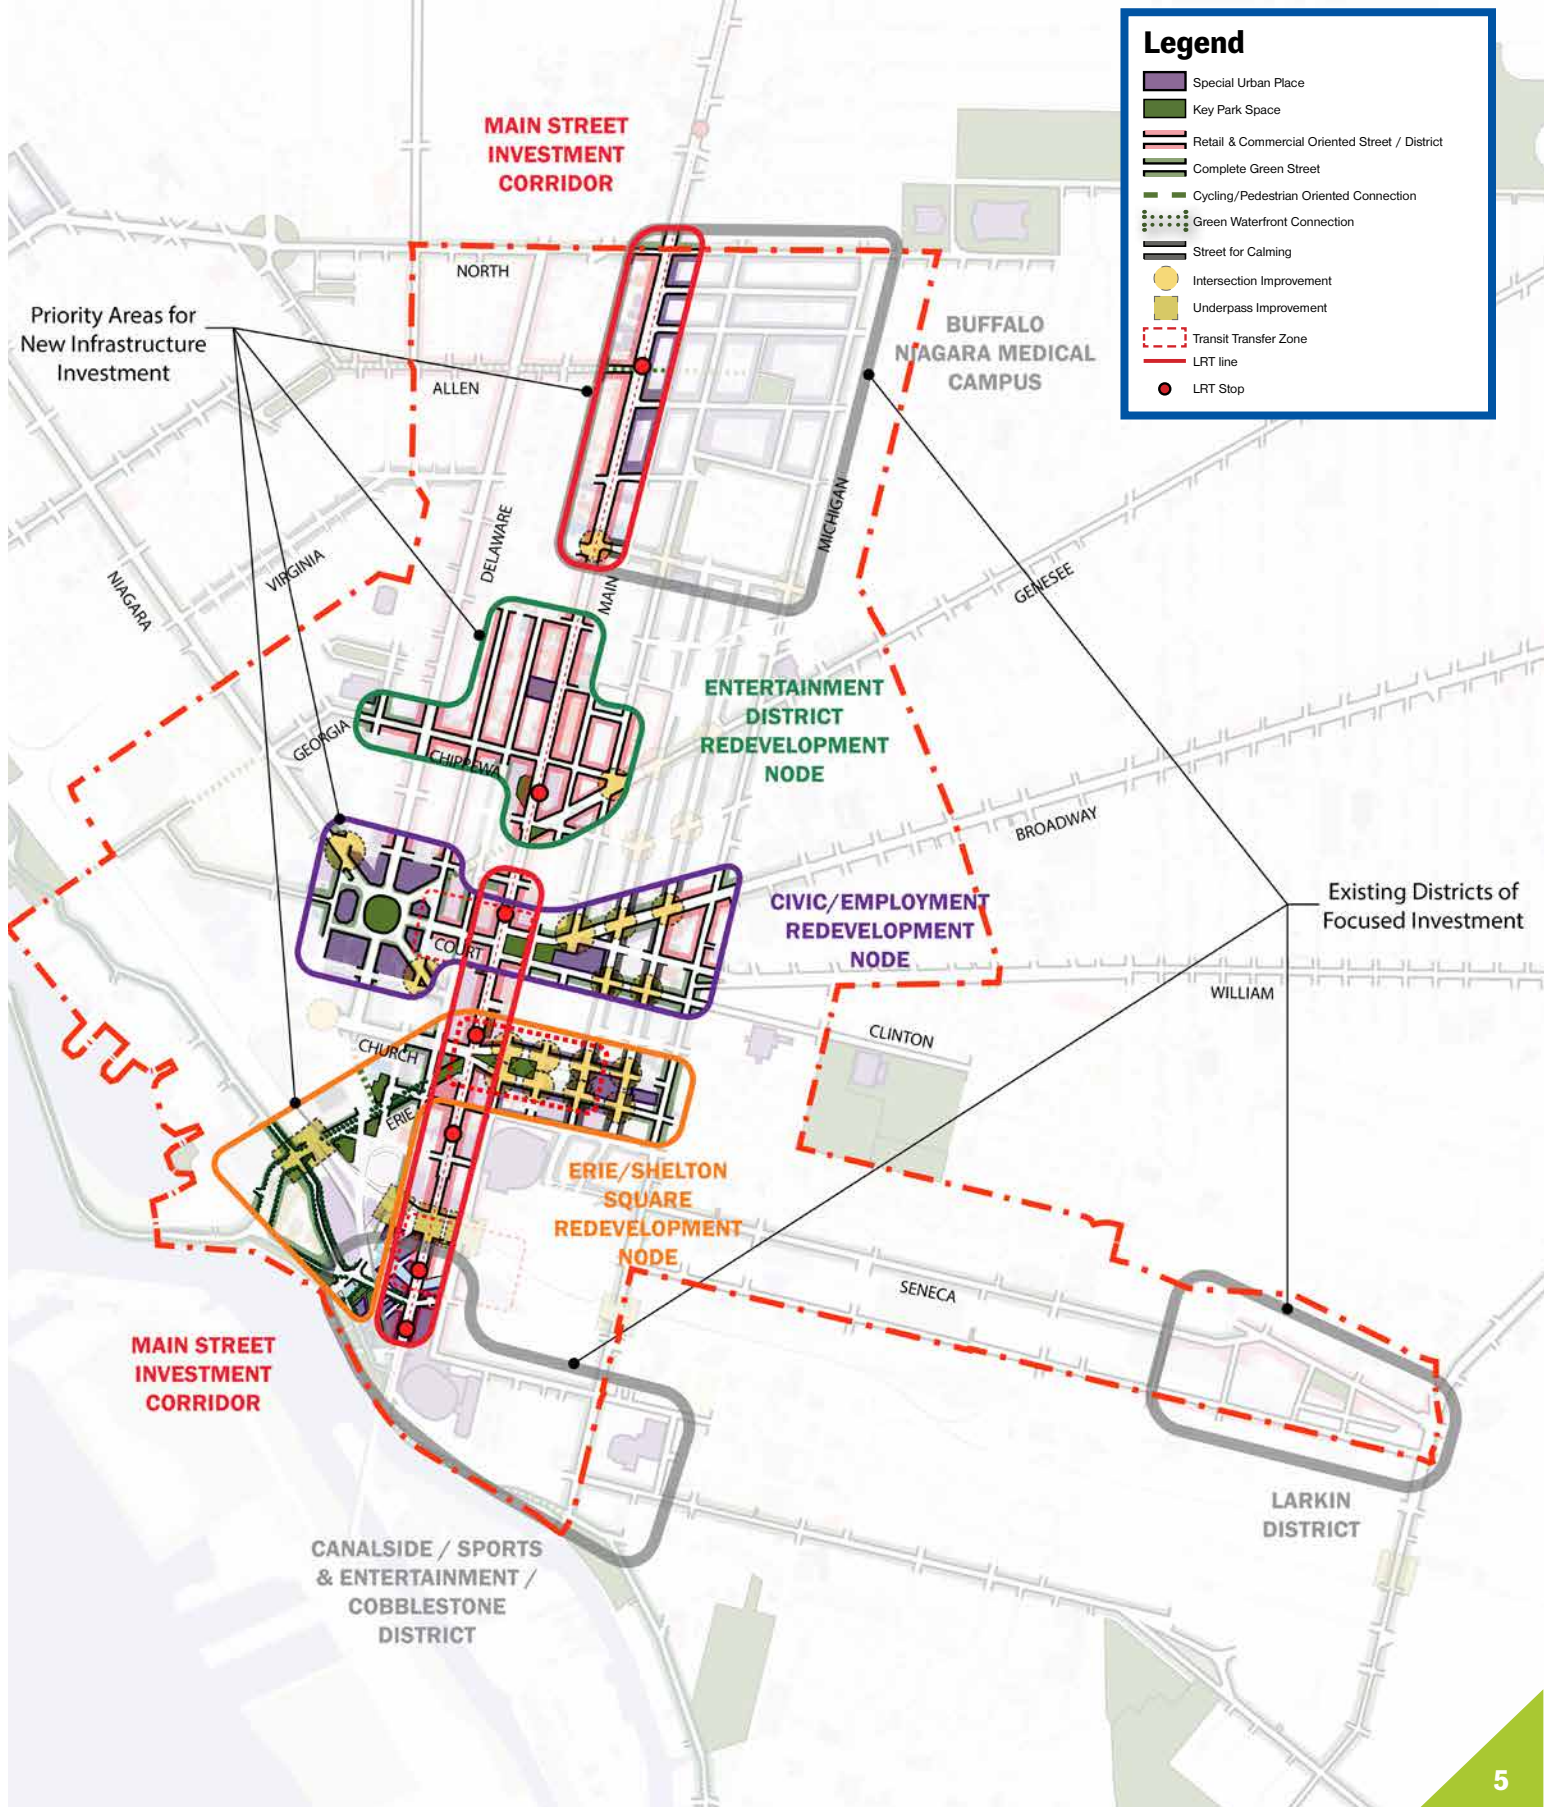 Legend
Special Urban Place
Key Park Space
Retail & Commercial Oriented Street / District
Complete Green Street
Cycling/Pedestrian Oriented Connection
Green Waterfront Connection
Street for Calming
Intersection Improvement
Underpass Improvement
Transit Transfer Zone
LRT line
LRT Stop
MAIN STREET
INVESTMENT
CORRIDOR
NORTH
Priority Areas for
New Infrastructure
Investment
BUFFALO
NIAGARA MEDICAL
CAMPUS
ALLEN
MICHIGAN
DELAWARE
VIRGINIA
NIAGARA
MAIN
GENESEE
ENTERTAINMENT
DISTRICT
REDEVELOPMENT
NODE
GEORGIA
CHIPPEWA
BROADWAY
CIVIC/EMPLOYMENT
REDEVELOPMENT
NODE
Existing Districts of
Focused Investment
COURT
WILLIAM
CLINTON
CHURCH
ERIE
ERIE/SHELTON
SQUARE
REDEVELOPMENT
NODE
SENECA
MAIN STREET
INVESTMENT
CORRIDOR
LARKIN
DISTRICT
CANALSIDE / SPORTS
& ENTERTAINMENT /
COBBLESTONE
DISTRICT
5